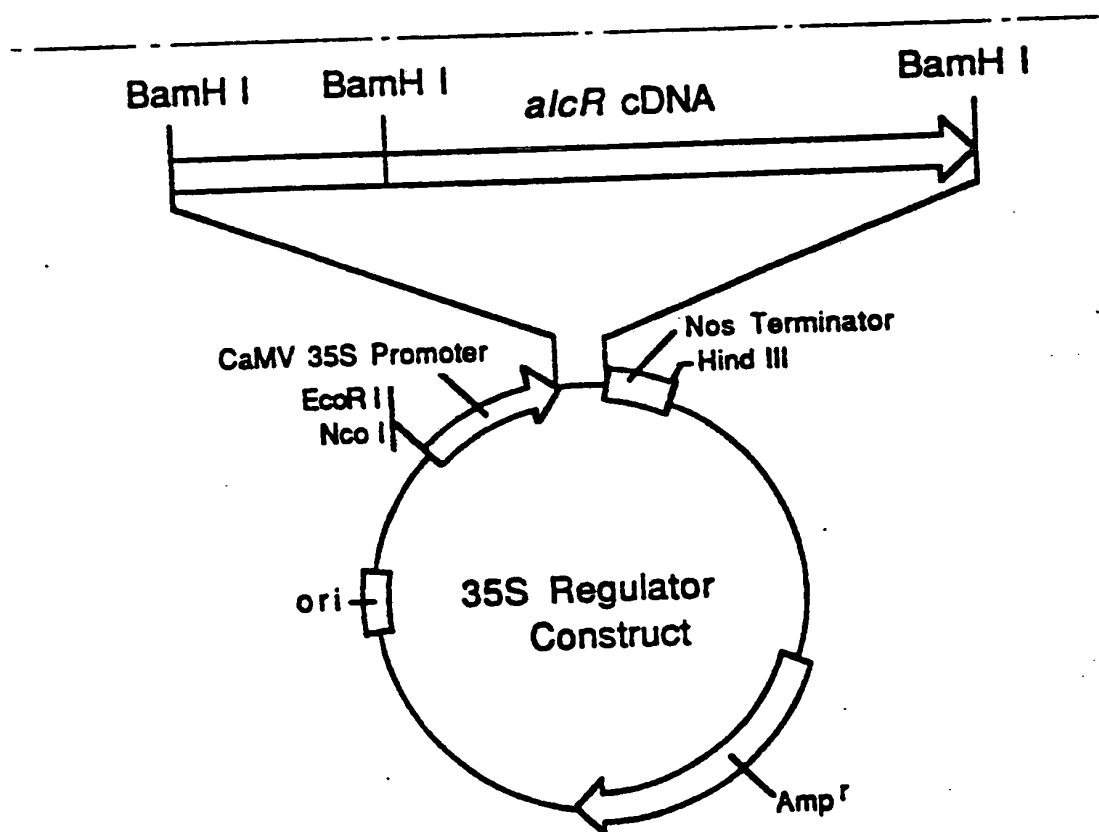 BamH I
BamH I
alcR cDNA
BamH I
Nos Terminator
Hind III
CaMV 35S Promoter
EcoR I
Nco I
ori
35S Regulator
Construct
Amp r